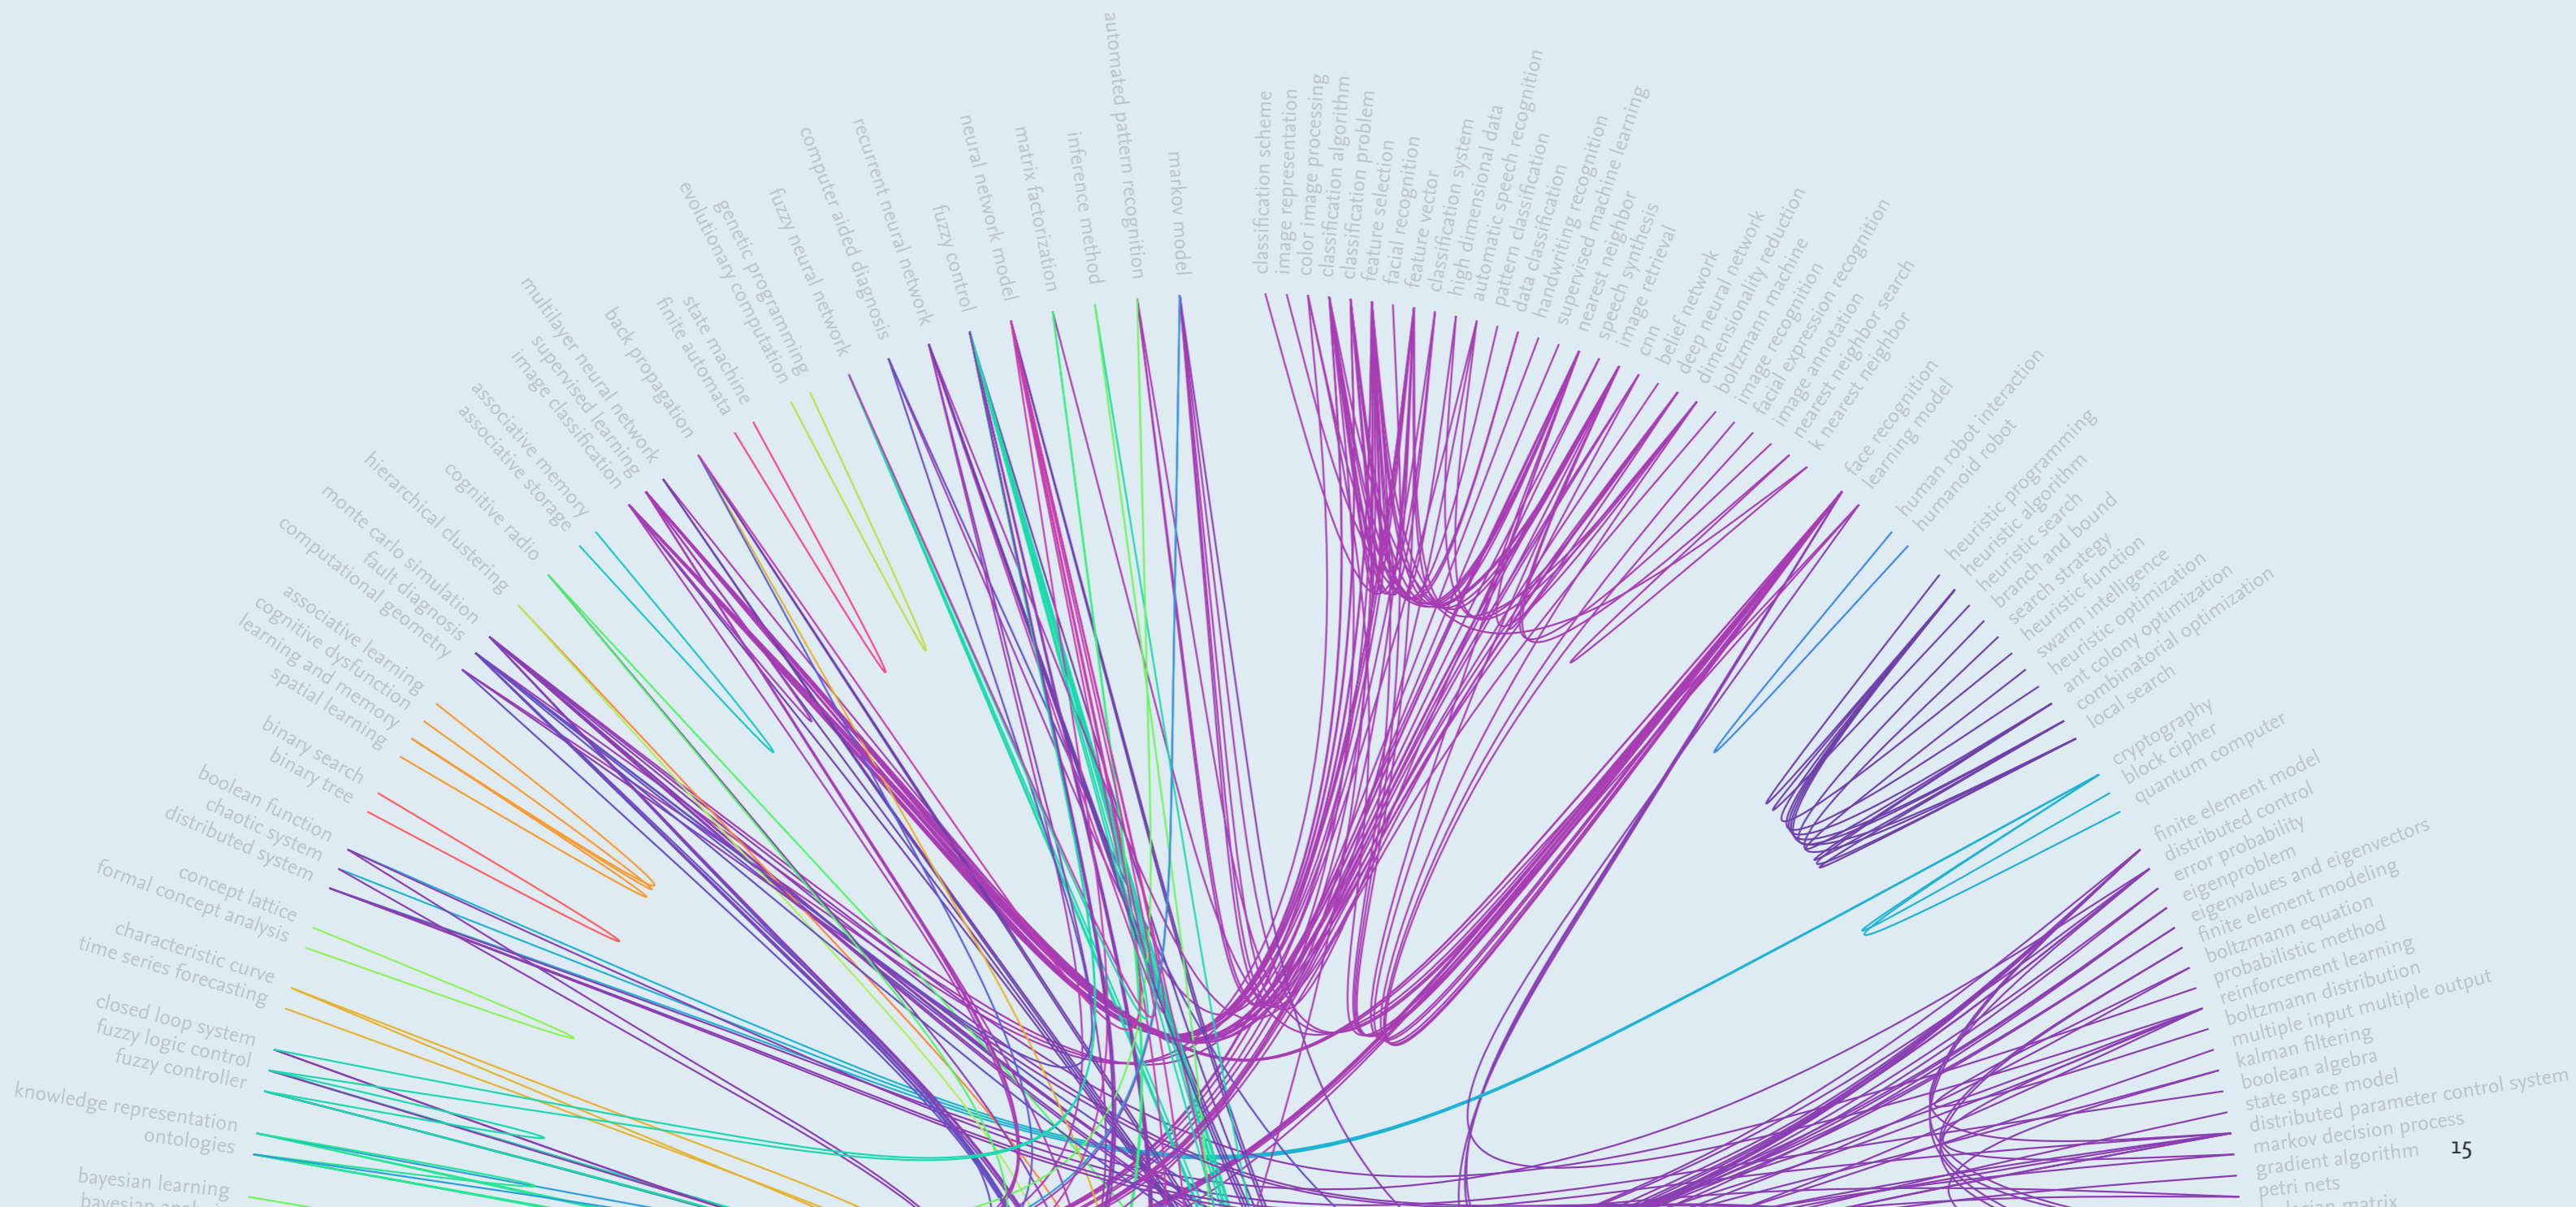 bayesian learning
ontologies
knowledge representation
fuzzy controller
fuzzy logic control
closed loop system
time series forecasting
characteristic curve
formal concept analysis
concept lattice
distributed system
chaotic system
boolean function
binary tree
binary search
spatial learning
learning and memory
cognitive dysfunction
associative learning
computational geometry
fault diagnosis
monte carlo simulation
hierarchical clustering
cognitive radio
associative storage
associative memory
image classification
supervised learning
multilayer neural network
back propagation
finite automata
state machine
evolutionary computation
genetic programming
fuzzy neural network
computer aided diagnosis
recurrent neural network
fuzzy control
neural network model
matrix factorization
inference method
automated pattern recognition
markov model
classification scheme
image representation
color image processing
classification algorithm
classification problem
feature selection
facial recognition
feature vector
classification system
high dimensional data
automatic speech recognition
pattern classification
data classification
handwriting recognition
supervised machine learning
nearest neighbor
speech synthesis
image retrieval
cnn
belief network
deep neural network
dimensionality reduction
boltzmann machine
image recognition
facial expression recognition
image annotation
nearest neighbor search
k nearest neighbor
face recognition
learning model
human robot interaction
humanoid robot
heuristic programming
heuristic algorithm
heuristic search
branch and bound
search strategy
heuristic function
swarm intelligence
heuristic optimization
ant colony optimization
combinatorial optimization
local search
cryptography
block cipher
quantum computer
finite element model
distributed control
error probability
eigenproblem
eigenvalues and eigenvectors
finite element modeling
boltzmann equation
probabilistic method
reinforcement learning
boltzmann distribution
multiple input multiple output
kalman filtering
boolean algebra
state space model
distributed parameter control system
markov decision process
gradient algorithm
petri nets
15